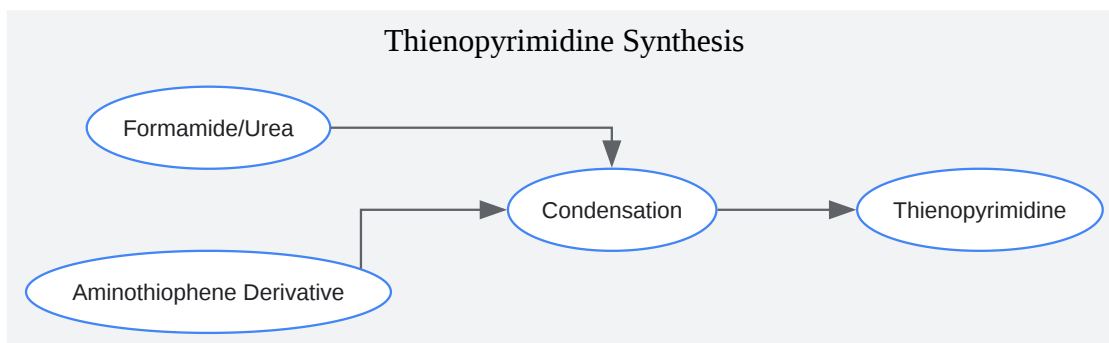 Thienopyrimidine Synthesis
Formamide/Urea
Condensation
Thienopyrimidine
Aminothiophene Derivative